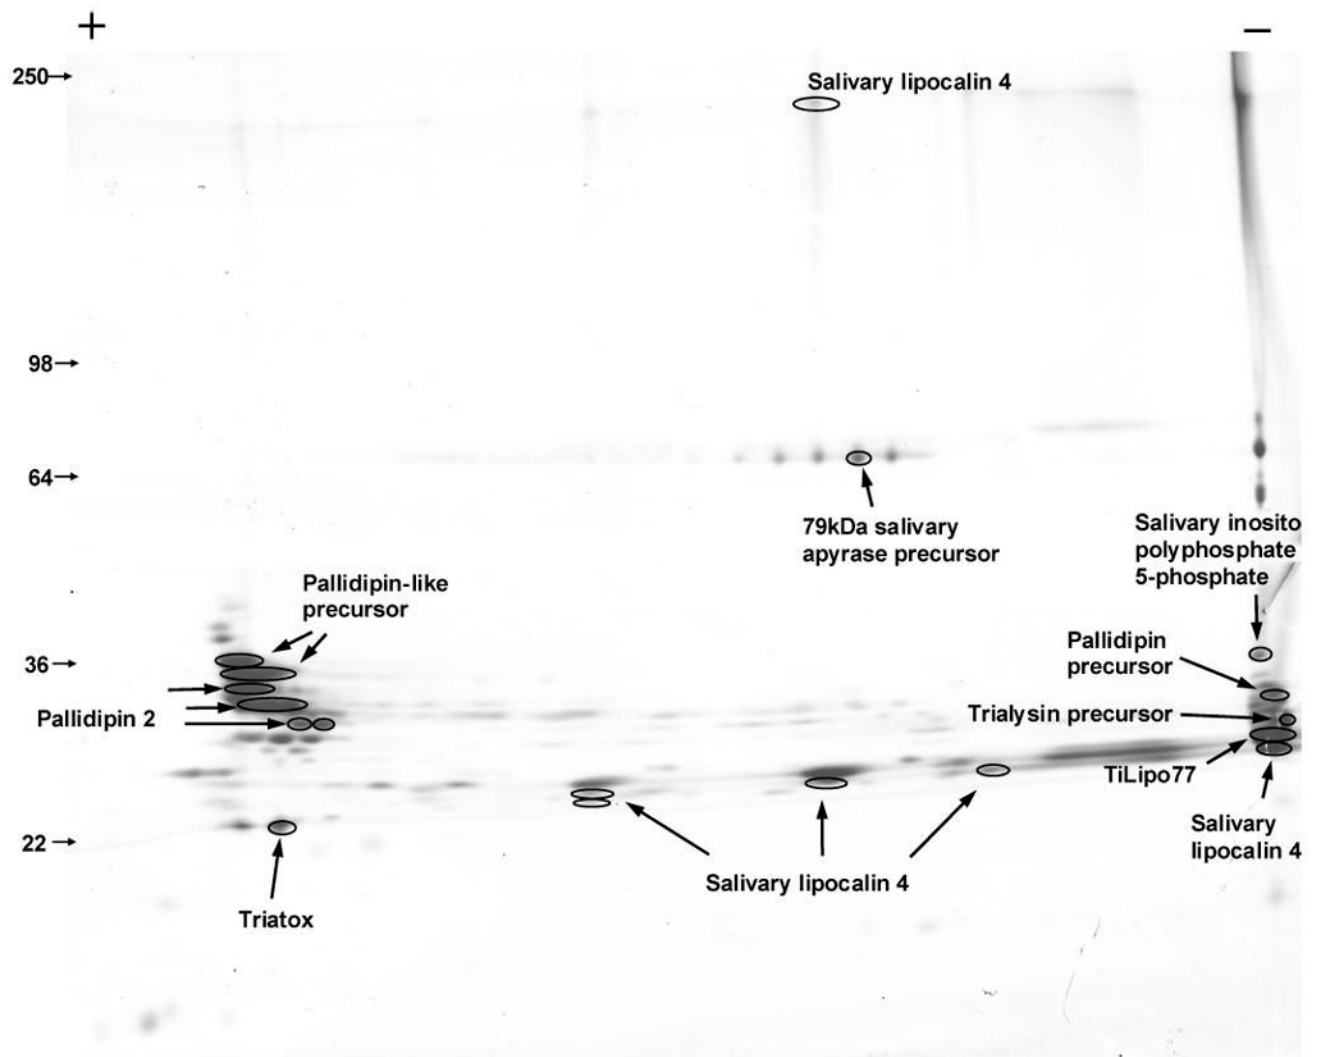 +
−
250
Salivary lipocalin 4
98
64
79kDa salivary
apyrase precursor
Salivary inosito
polyphosphate
5-phosphate
Pallidipin-like
precursor
36
Pallidipin
precursor
Pallidipin 2
Trialysin precursor
TiLipo77
22
Salivary
lipocalin 4
Salivary lipocalin 4
Triatox